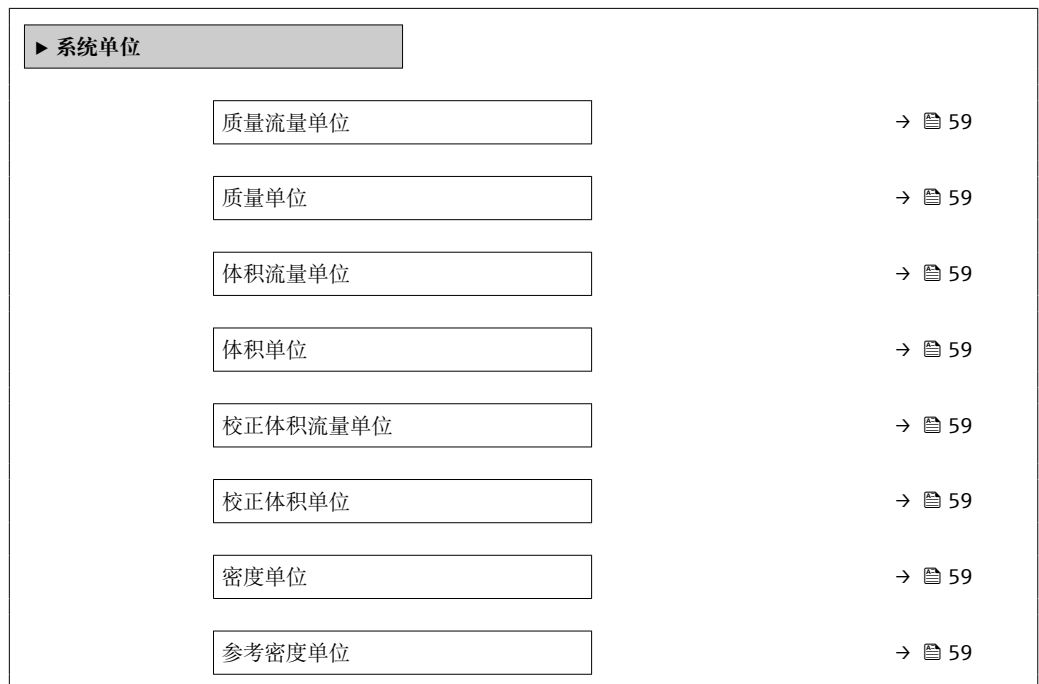 ▶ 系统单位
质量流量单位 → 59
质量单位 → 59
体积流量单位 → 59
体积单位 → 59
校正体积流量单位 → 59
校正体积单位 → 59
密度单位 → 59
参考密度单位 → 59